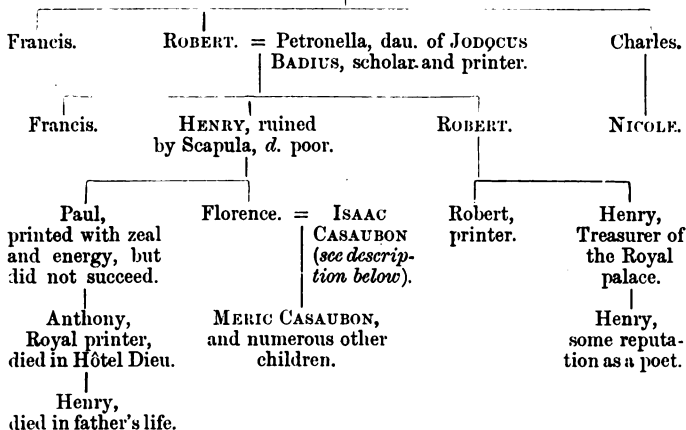 Francis. ROBERT. = Petronella, dau. of JODOCUS Charles.
BADIUS, scholar and printer.
Francis. HENRY, ruined ROBERT. NICOLE.
by Scapula, d. poor.
Paul, Florence. = ISAAC Robert, Henry,
printed with zeal CASAUBON printer. Treasurer of
and energy, but (see descrip- the Royal
did not succeed. tion below). palace.
Anthony, MERIC CASAUBON, Henry,
Royal printer, and numerous other some reputa-
died in Hôtel Dieu. children. tion as a poet.
Henry,
died in father's life.